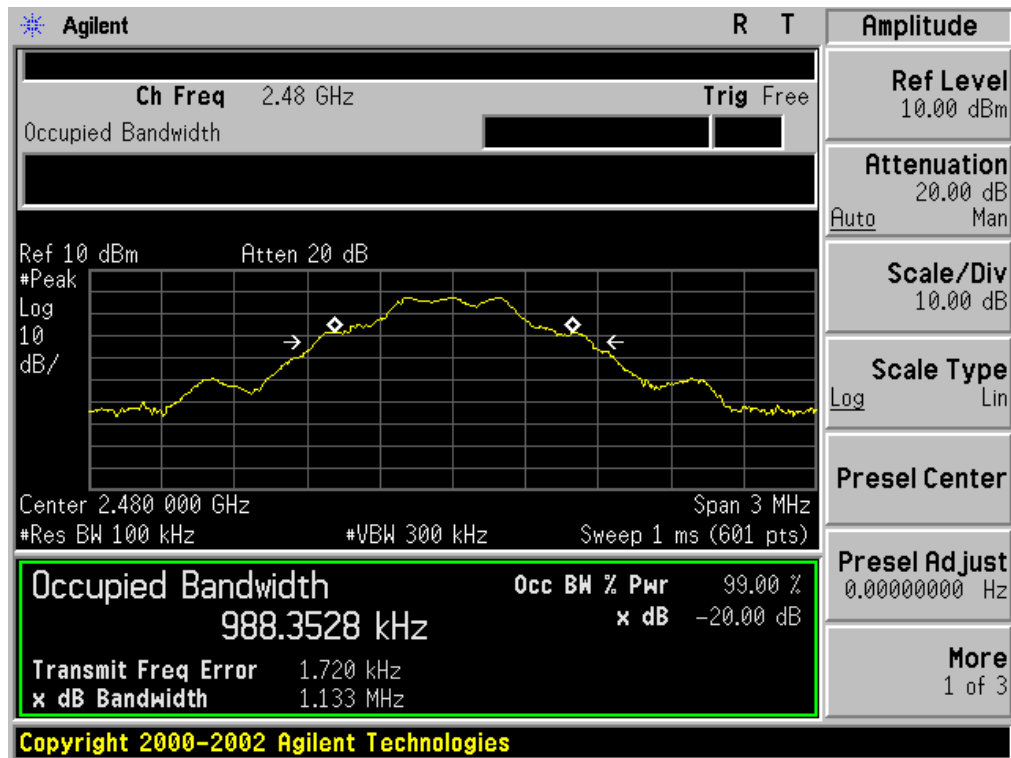 Agilent
R T
Ch Freq 2.48 GHz
Trig Free
Occupied Bandwidth
Ref 10 dBm
Atten 20 dB
#Peak
Log
10
dB/
Center 2.480 000 GHz
Span 3 MHz
#Res BW 100 kHz
#VBW 300 kHz
Sweep 1 ms (601 pts)
Occupied Bandwidth
988.3528 kHz
Occ BW % Pwr 99.00 %
x dB -20.00 dB
Transmit Freq Error 1.720 kHz
x dB Bandwidth 1.133 MHz
Copyright 2000-2002 Agilent Technologies
Amplitude
Ref Level
10.00 dBm
Attenuation
20.00 dB
Auto Man
Scale/Div
10.00 dB
Scale Type
Log Lin
Presel Center
Presel Adjust
0.00000000 Hz
More
1 of 3